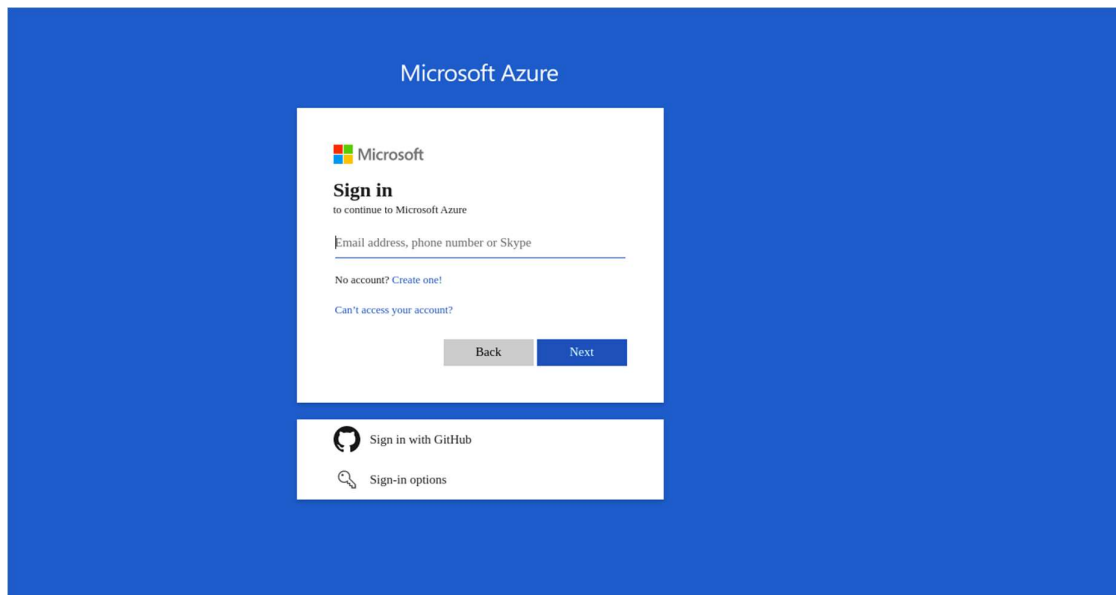 Microsoft Azure
Microsoft
Sign in
to continue to Microsoft Azure
Email address, phone number or Skype
No account? Create one!
Can’t access your account?
Back Next
Sign in with GitHub
Sign-in options